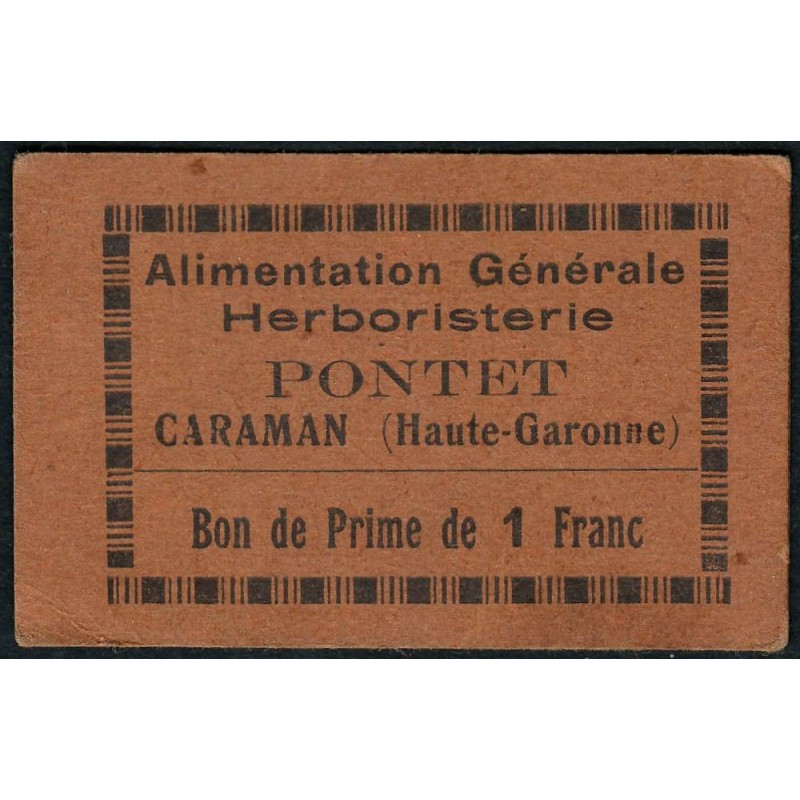 Alimentation Générale
Herboristerie
PONTET
CARAMAN (Haute-Garonne)
Bon de Prime de 1 Franc